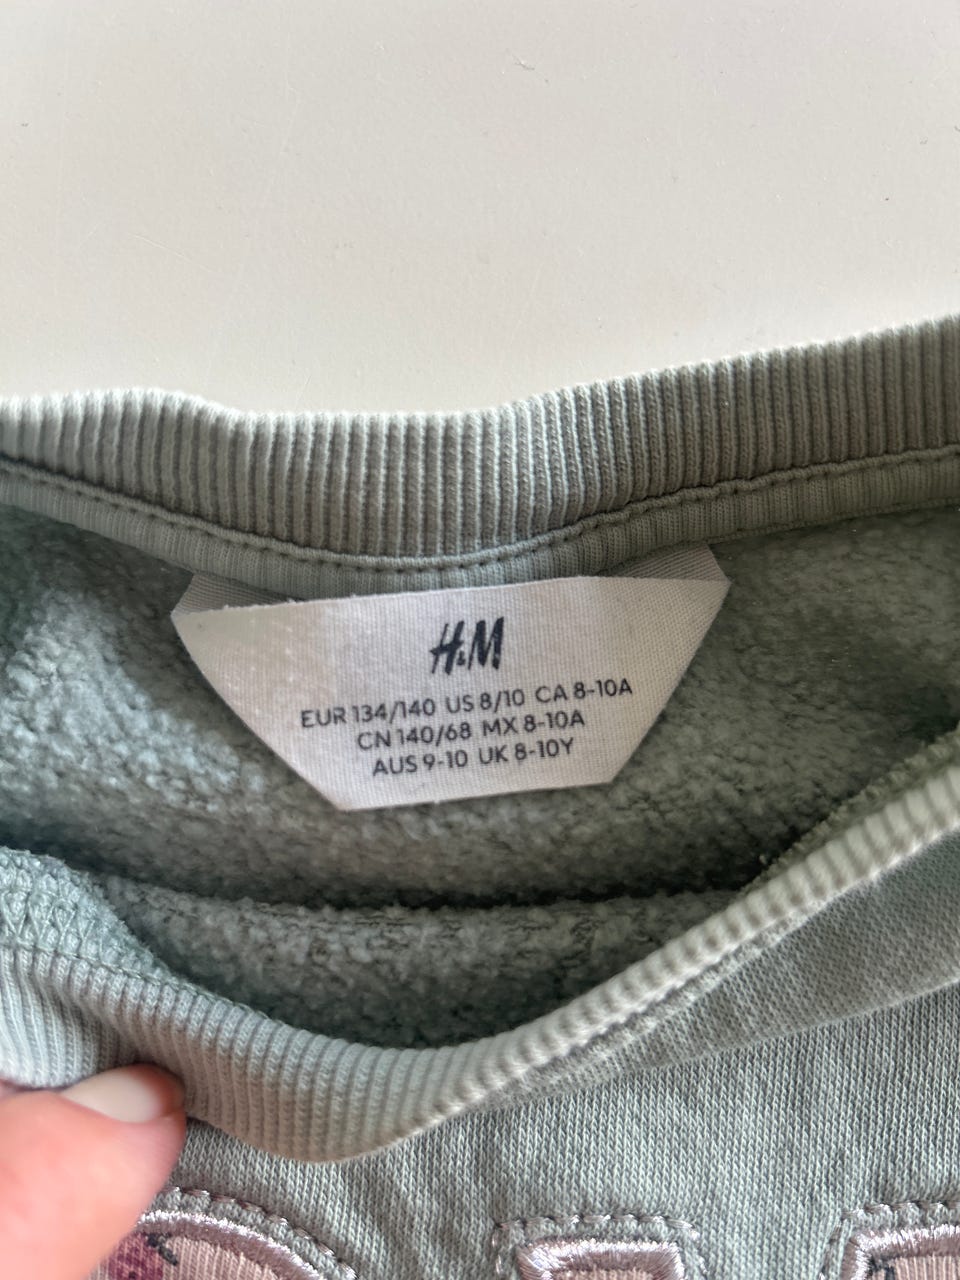 H&M
EUR 134/140 US 8/10 CA 8-10A
CN 140/68 MX 8-10A
AUS 9-10 UK 8-10Y